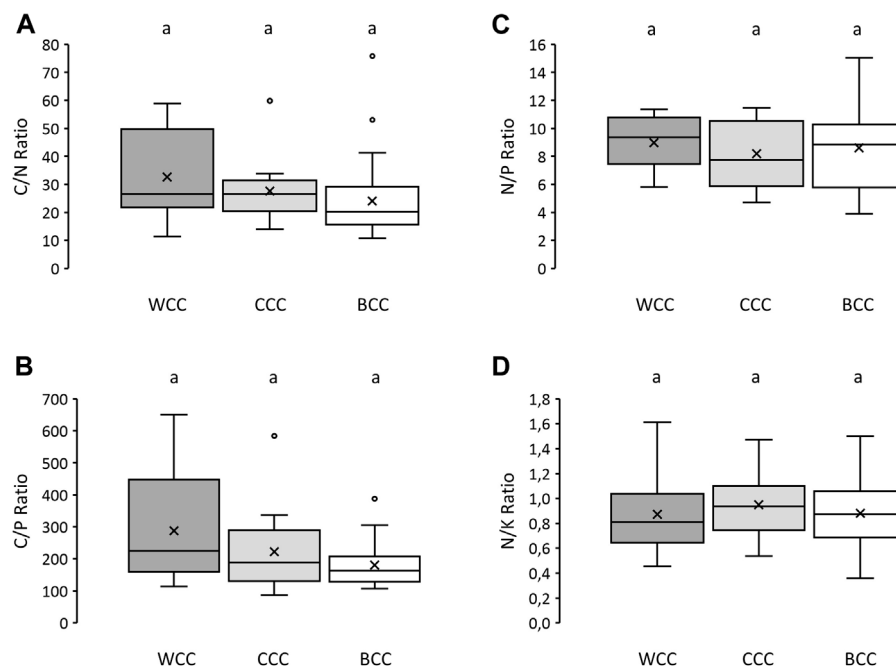 A
a a a
C/N Ratio
80
70
60
50
40
30
20
10
0
WCC CCC BCC
C
a a a
N/P Ratio
16
14
12
10
8
6
4
2
0
WCC CCC BCC
B
a a a
C/P Ratio
700
600
500
400
300
200
100
0
WCC CCC BCC
D
a a a
N/K Ratio
1,8
1,6
1,4
1,2
1,0
0,8
0,6
0,4
0,2
0,0
WCC CCC BCC